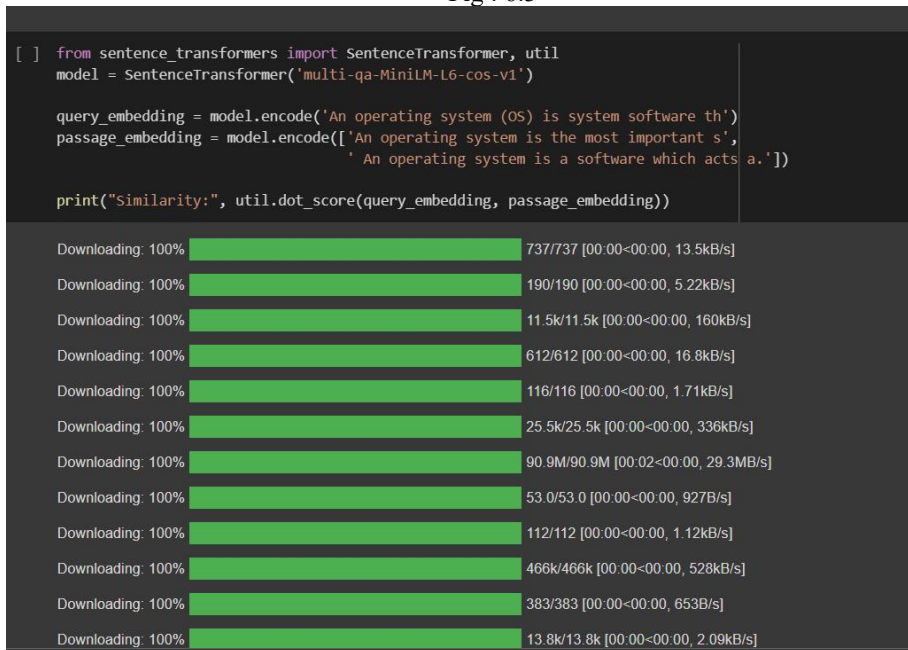 [ ] from sentence_transformers import SentenceTransformer, util
model = SentenceTransformer('multi-qa-MiniLM-L6-cos-v1')
query_embedding = model.encode('An operating system (OS) is system software th')
passage_embedding = model.encode(['An operating system is the most important s',
' An operating system is a software which acts a.'])
print("Similarity:", util.dot_score(query_embedding, passage_embedding))
Downloading: 100% 737/737 [00:00<00:00, 13.5kB/s]
Downloading: 100% 190/190 [00:00<00:00, 5.22kB/s]
Downloading: 100% 11.5k/11.5k [00:00<00:00, 160kB/s]
Downloading: 100% 612/612 [00:00<00:00, 16.8kB/s]
Downloading: 100% 116/116 [00:00<00:00, 1.71kB/s]
Downloading: 100% 25.5k/25.5k [00:00<00:00, 336kB/s]
Downloading: 100% 90.9M/90.9M [00:02<00:00, 29.3MB/s]
Downloading: 100% 53.0/53.0 [00:00<00:00, 927B/s]
Downloading: 100% 112/112 [00:00<00:00, 1.12kB/s]
Downloading: 100% 466k/466k [00:00<00:00, 528kB/s]
Downloading: 100% 383/383 [00:00<00:00, 653B/s]
Downloading: 100% 13.8k/13.8k [00:00<00:00, 2.09kB/s]